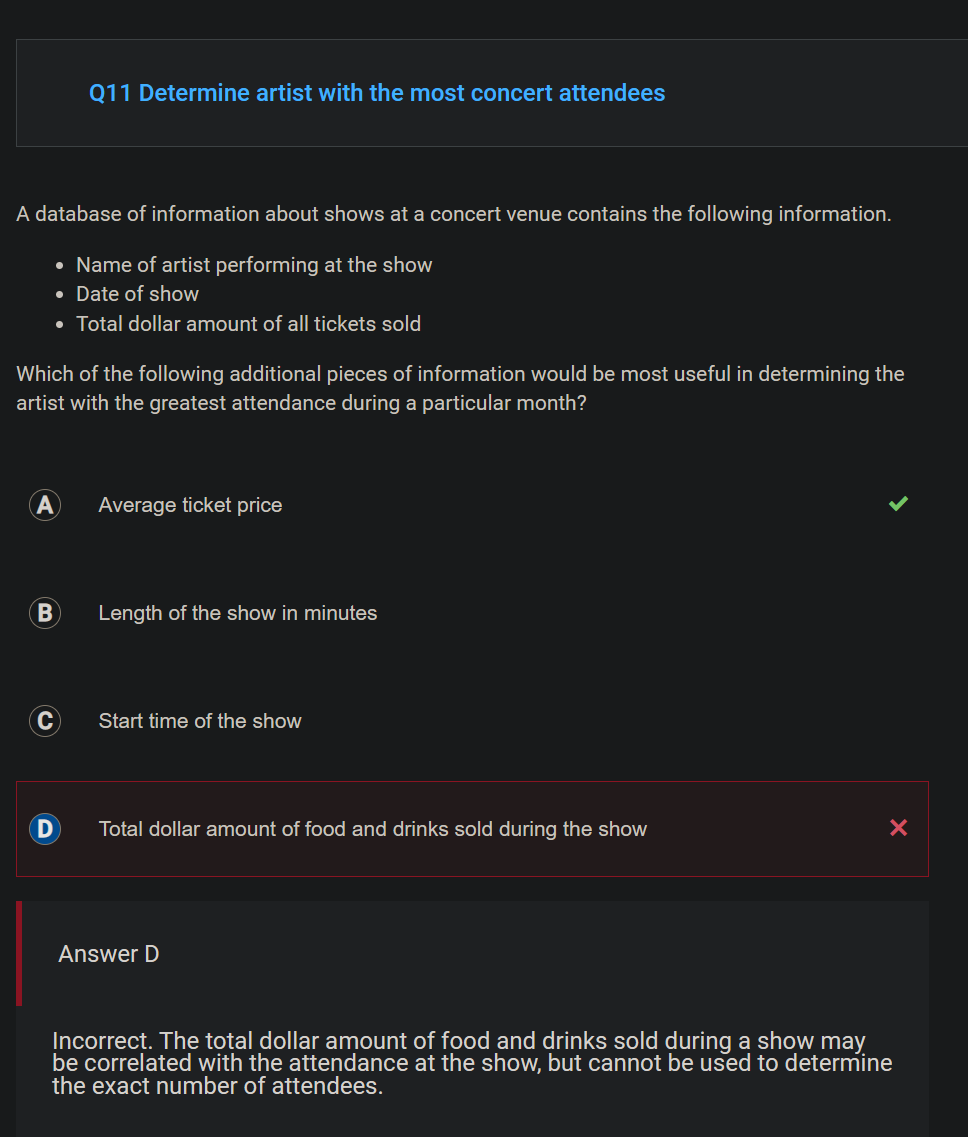 Q11 Determine artist with the most concert attendees
A database of information about shows at a concert venue contains the following information.
• Name of artist performing at the show
• Date of show
• Total dollar amount of all tickets sold
Which of the following additional pieces of information would be most useful in determining the
artist with the greatest attendance during a particular month?
A Average ticket price
B Length of the show in minutes
C Start time of the show
D Total dollar amount of food and drinks sold during the show
Answer D
Incorrect. The total dollar amount of food and drinks sold during a show may
be correlated with the attendance at the show, but cannot be used to determine
the exact number of attendees.